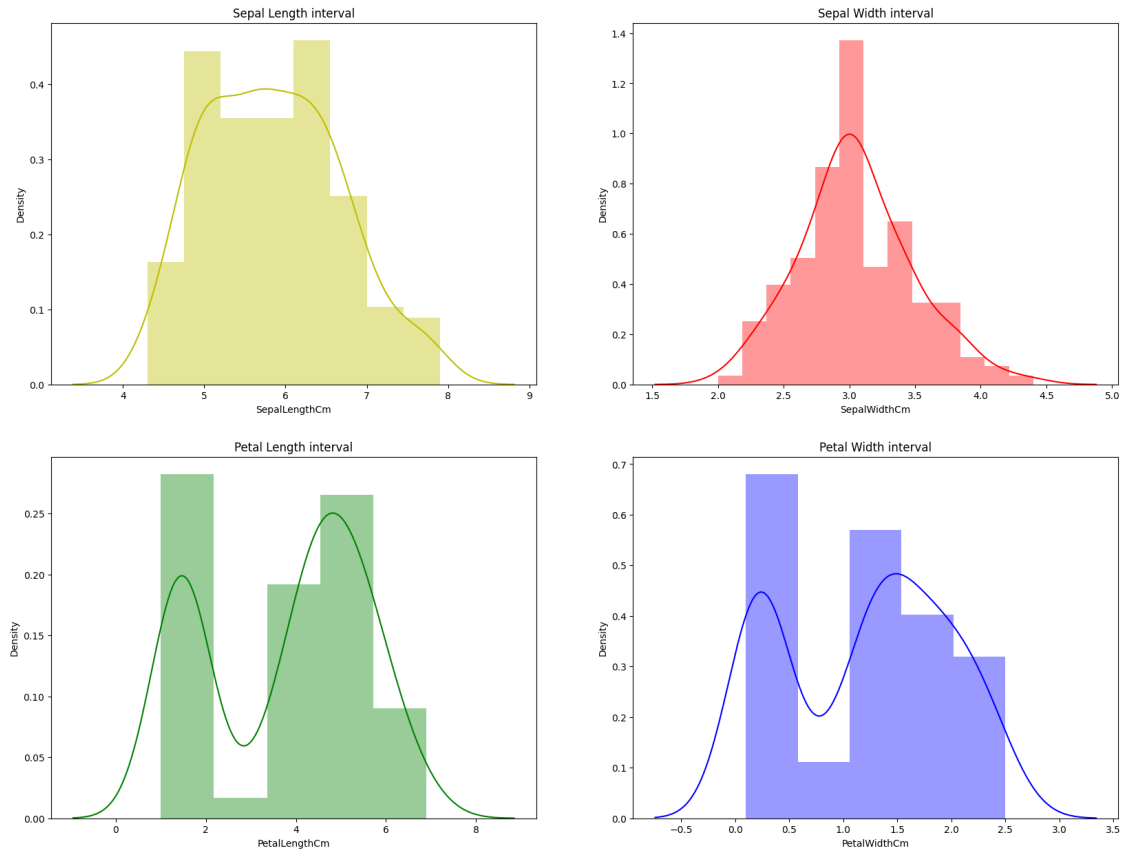 Sepal Length interval
Density
0.4
0.3
0.2
0.1
0.0
4 5 6 7 8 9
SepalLengthCm
Sepal Width interval
Density
1.4
1.2
1.0
0.8
0.6
0.4
0.2
0.0
1.5 2.0 2.5 3.0 3.5 4.0 4.5 5.0
SepalWidthCm
Petal Length interval
Density
0.25
0.20
0.15
0.10
0.05
0.00
0 2 4 6 8
PetalLengthCm
Petal Width interval
Density
0.7
0.6
0.5
0.4
0.3
0.2
0.1
0.0
−0.5 0.0 0.5 1.0 1.5 2.0 2.5 3.0 3.5
PetalWidthCm